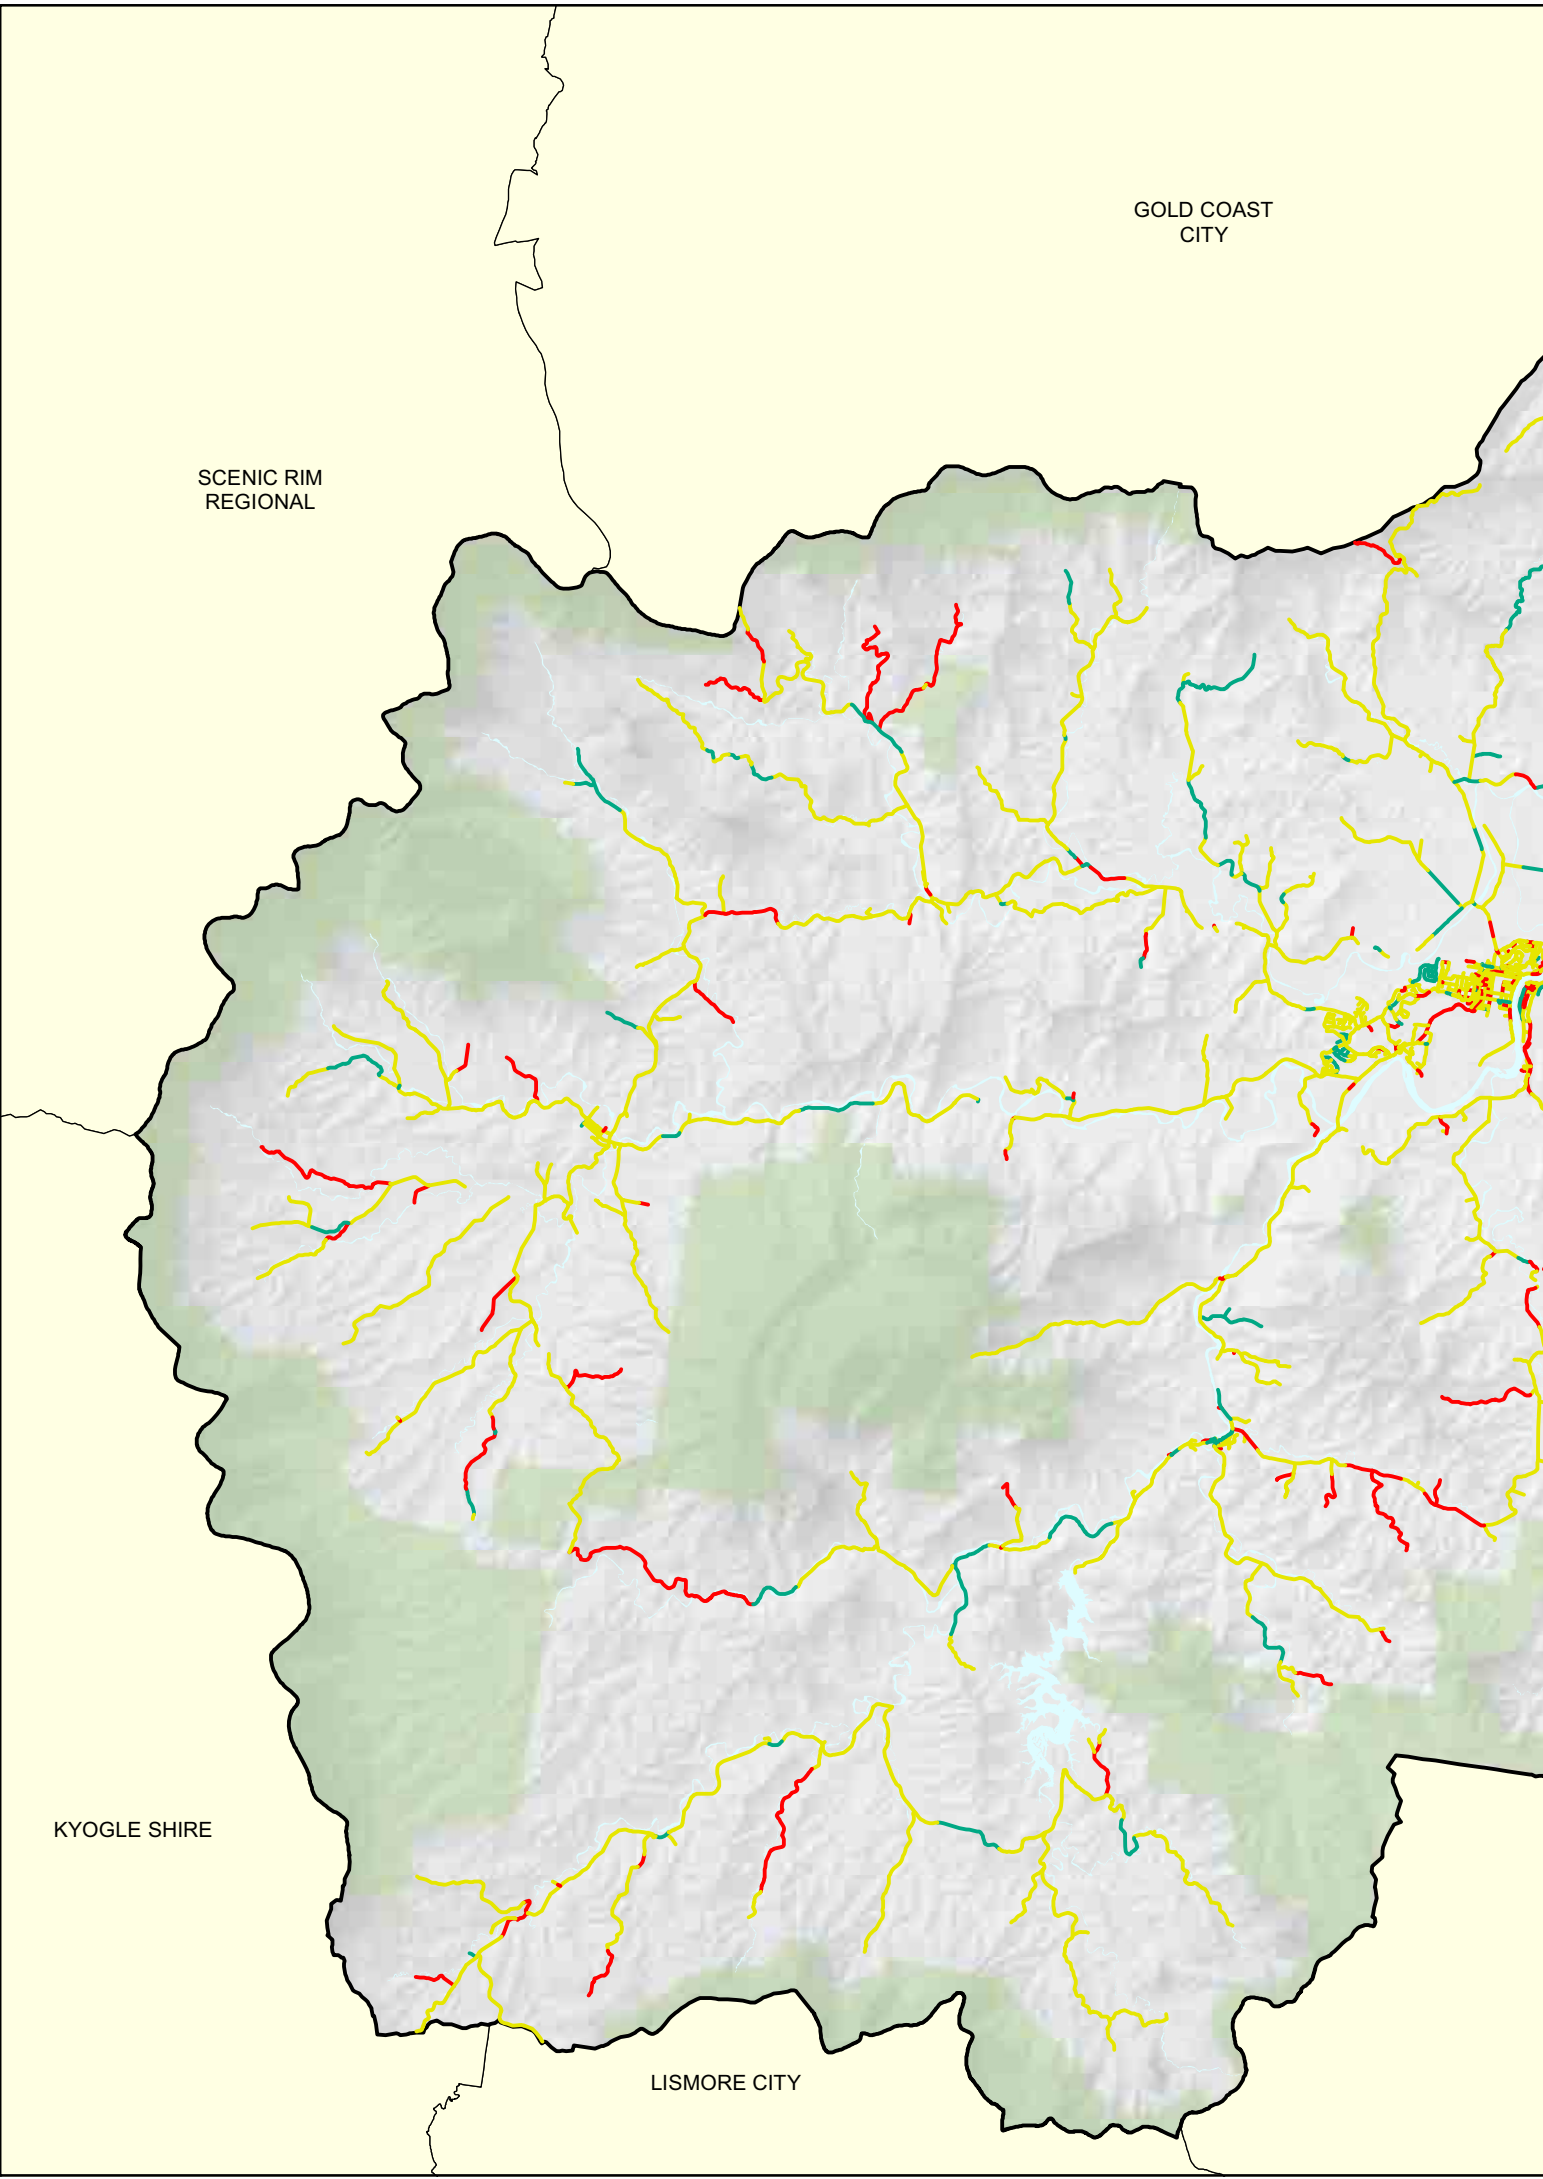 GOLD COAST
CITY
SCENIC RIM
REGIONAL
KYOGLE SHIRE
LISMORE CITY